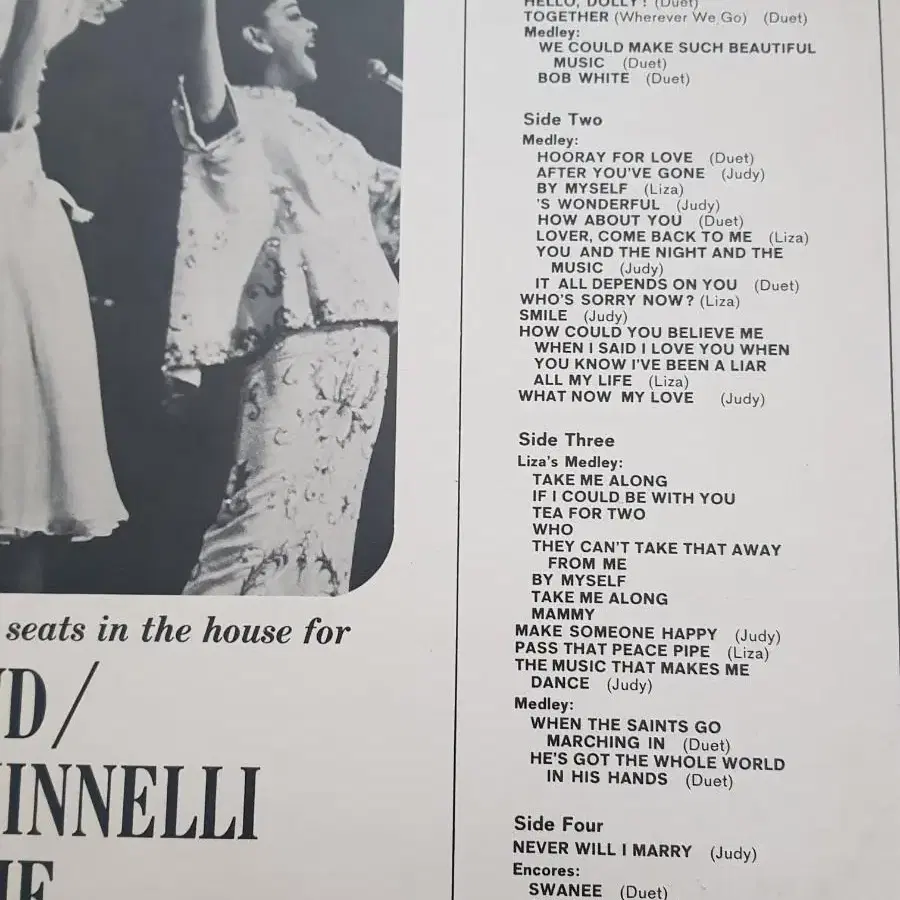 HELLO, DOLLY! (Duet)
TOGETHER (Wherever We Go) (Duet)
Medley:
WE COULD MAKE SUCH BEAUTIFUL
MUSIC (Duet)
BOB WHITE (Duet)
Side Two
Medley:
HOORAY FOR LOVE (Duet)
AFTER YOU'VE GONE (Judy)
BY MYSELF (Liza)
'S WONDERFUL (Judy)
HOW ABOUT YOU (Duet)
LOVER, COME BACK TO ME (Liza)
YOU AND THE NIGHT AND THE
MUSIC (Judy)
IT ALL DEPENDS ON YOU (Duet)
WHO'S SORRY NOW? (Liza)
SMILE (Judy)
HOW COULD YOU BELIEVE ME
WHEN I SAID I LOVE YOU WHEN
YOU KNOW I'VE BEEN A LIAR
ALL MY LIFE (Liza)
WHAT NOW MY LOVE (Judy)
Side Three
Liza's Medley:
TAKE ME ALONG
IF I COULD BE WITH YOU
TEA FOR TWO
WHO
THEY CAN'T TAKE THAT AWAY
FROM ME
BY MYSELF
TAKE ME ALONG
MAMMY
MAKE SOMEONE HAPPY (Judy)
PASS THAT PEACE PIPE (Liza)
THE MUSIC THAT MAKES ME
DANCE (Judy)
Medley:
WHEN THE SAINTS GO
MARCHING IN (Duet)
HE'S GOT THE WHOLE WORLD
IN HIS HANDS (Duet)
Side Four
NEVER WILL I MARRY (Judy)
Encores:
SWANEE (Duet)
seats in the house for
D/
INNELLI